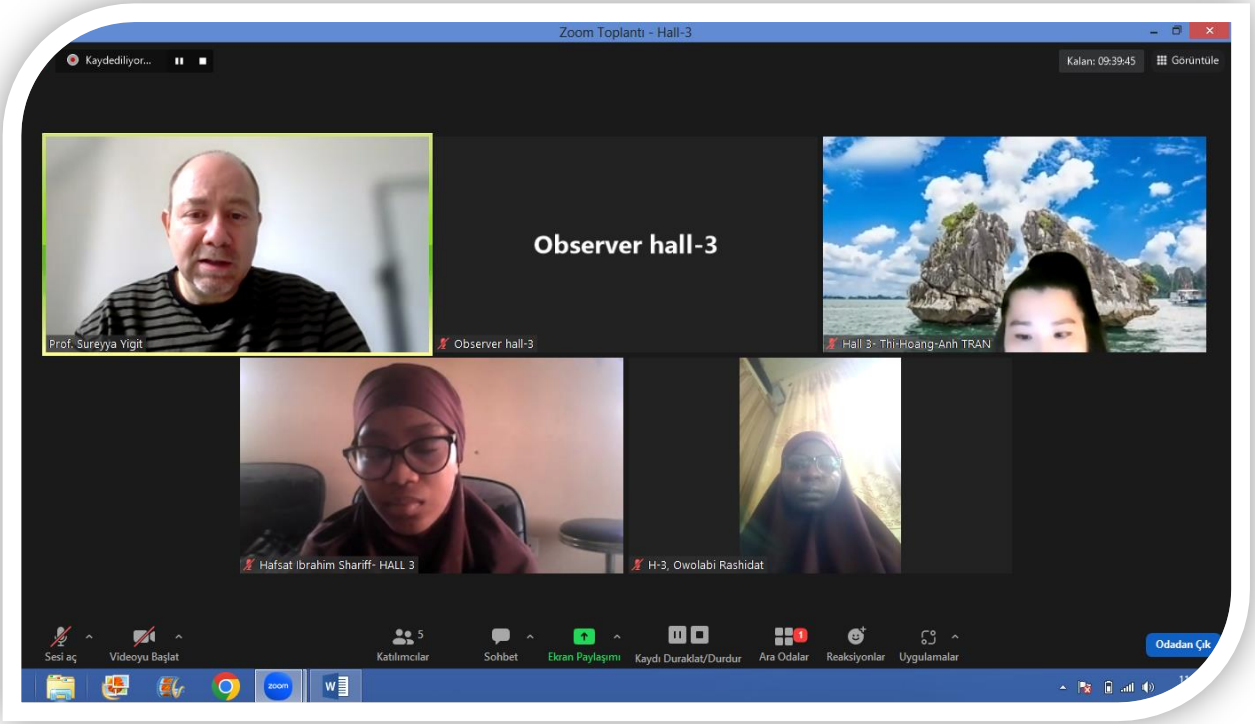 Zoom Toplantı - Hall-3
Kaydediliyor...
Kalan: 09:39:45
Görüntüle
Prof. Sureyya Yigit
Observer hall-3
Observer hall-3
Hall 3- Thi-Hoang-Anh TRAN
Hafsat Ibrahim Shariff- HALL 3
H-3, Owolabi Rashidat
Sesi aç
Videoyu Başlat
5
Katılımcılar
Sohbet
Ekran Paylaşımı
Kaydı Duraklat/Durdur
1
Ara Odalar
Reaksiyonlar
Uygulamalar
Odadan Çık
zoom
W